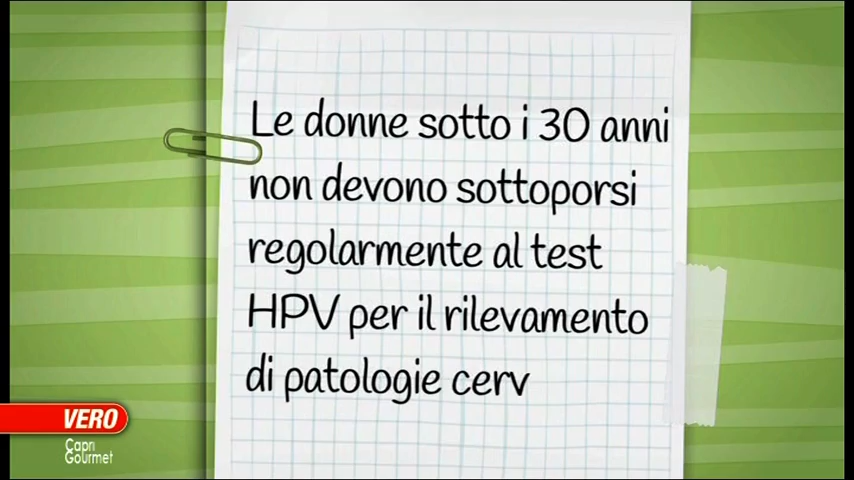 Le donne sotto i 30 anni
non devono sottoporsi
regolarmente al test
HPV per il rilevamento
di patologie cerv
VERO
Capri
Gourmet